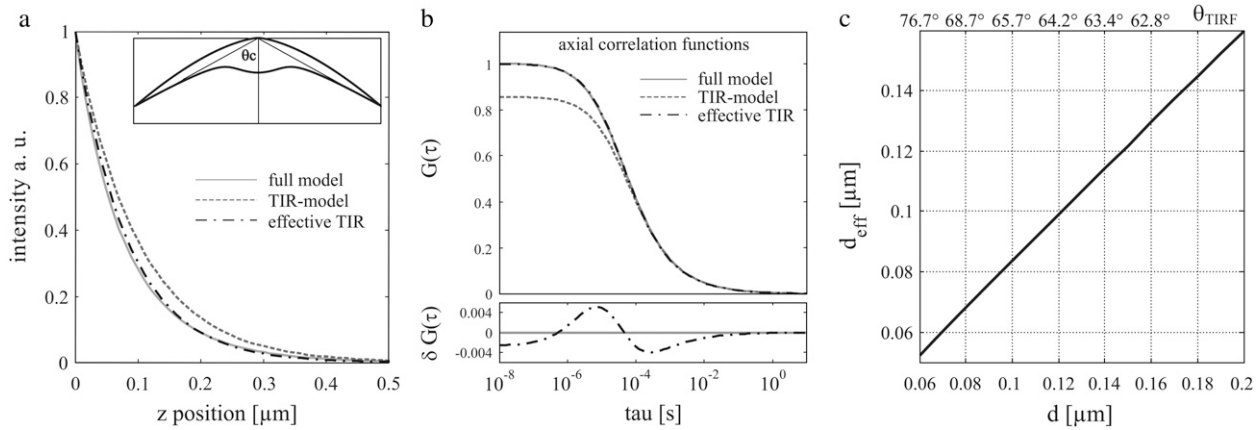 a
intensity a. u.
1
0.8
0.6
0.4
0.2
0
0
0.1
0.2
0.3
0.4
0.5
z position [µm]
θc
full model
TIR-model
effective TIR
b
axial correlation functions
full model
TIR-model
effective TIR
G(τ)
1
0.8
0.6
0.4
0.2
0
δ G(τ)
0.004
0
-0.004
10⁻⁸
10⁻⁶
10⁻⁴
10⁻²
10⁰
tau [s]
c
76.7° 68.7° 65.7° 64.2° 63.4° 62.8° θTIRF
deff [µm]
0.14
0.12
0.1
0.08
0.06
0.06 0.08 0.1 0.12 0.14 0.16 0.18 0.2
d [µm]